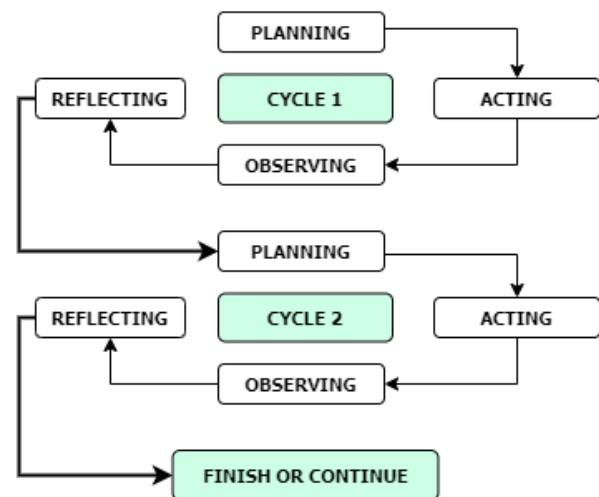 PLANNING
REFLECTING
CYCLE 1
ACTING
OBSERVING
PLANNING
REFLECTING
CYCLE 2
ACTING
OBSERVING
FINISH OR CONTINUE